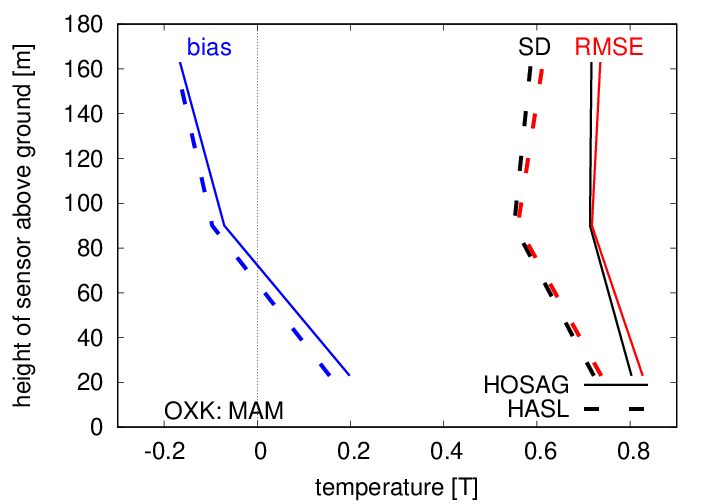 180
160
140
120
100
80
60
40
20
0
height of sensor above ground [m]
bias
SD
RMSE
HOSAG
HASL
OXK: MAM
-0.2
0
0.2
0.4
0.6
0.8
temperature [T]